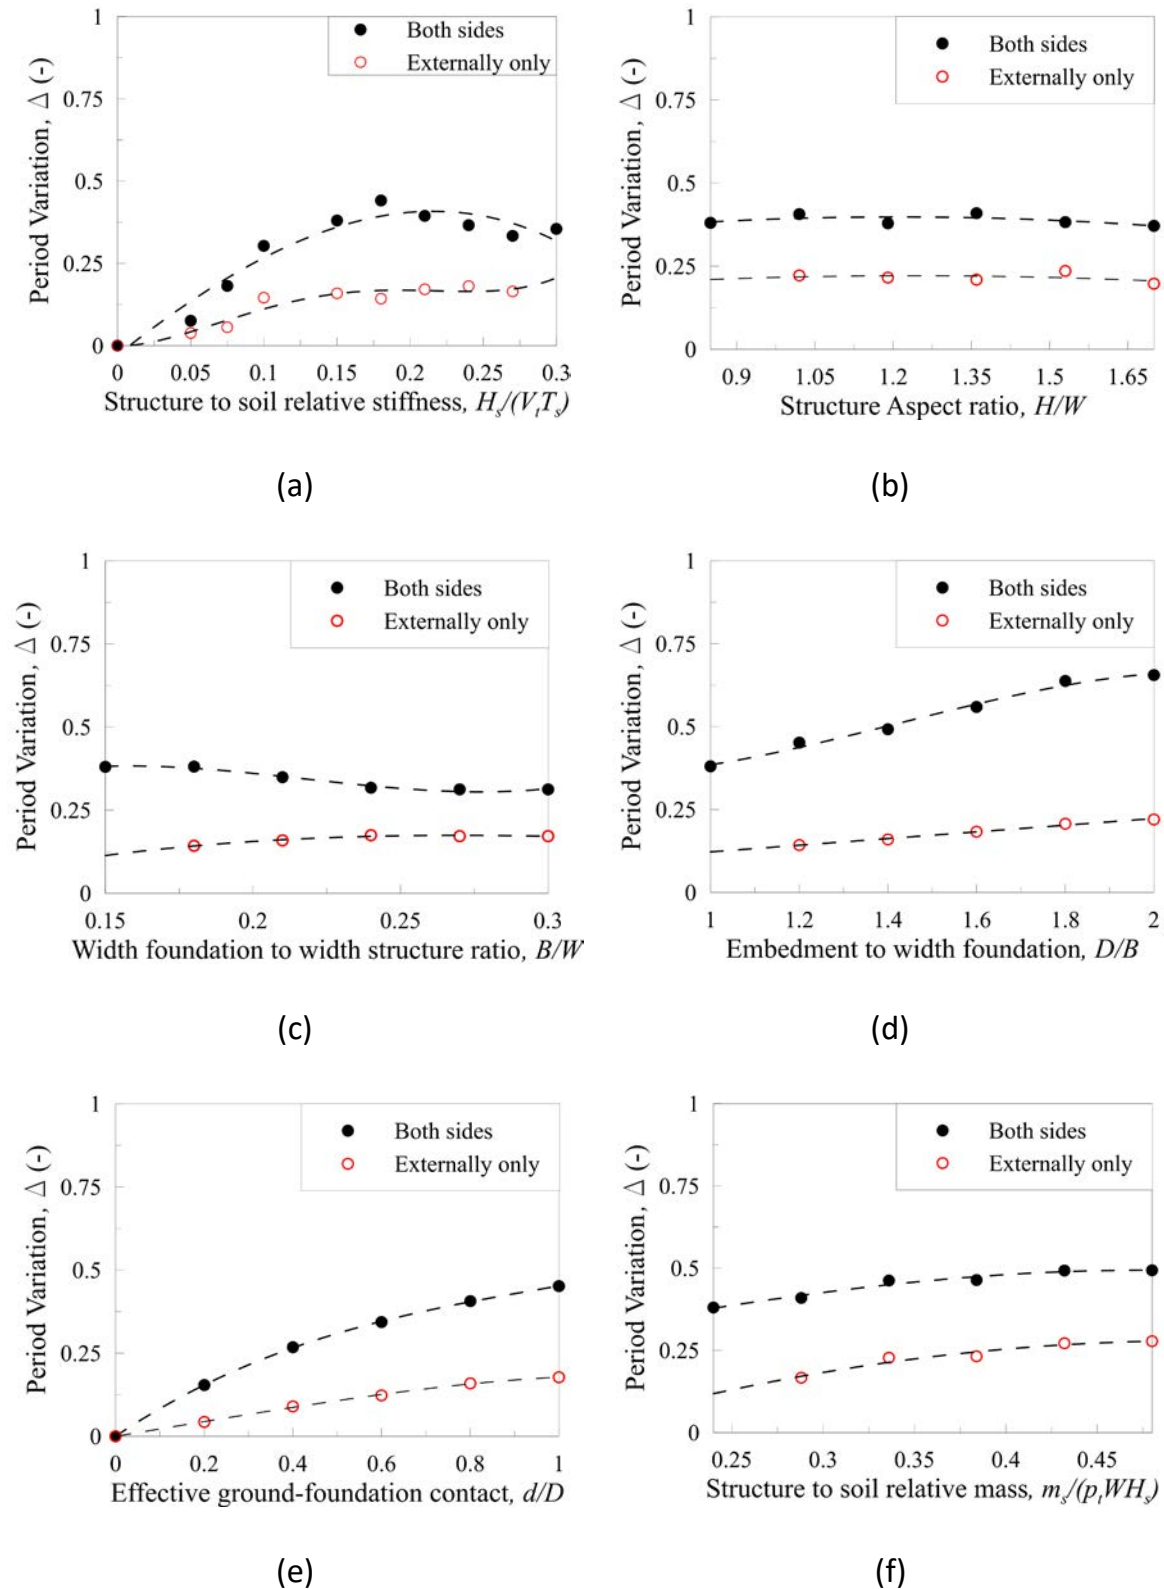 1
0.75
0.5
0.25
0
Period Variation, Δ (-)
Both sides
Externally only
0 0.05 0.1 0.15 0.2 0.25 0.3
Structure to soil relative stiffness, Hs/(VtTs)
(a)
1
0.75
0.5
0.25
0
Period Variation, Δ (-)
Both sides
Externally only
0.9 1.05 1.2 1.35 1.5 1.65
Structure Aspect ratio, H/W
(b)
1
0.75
0.5
0.25
0
Period Variation, Δ (-)
Both sides
Externally only
0.15 0.2 0.25 0.3
Width foundation to width structure ratio, B/W
(c)
1
0.75
0.5
0.25
0
Period Variation, Δ (-)
Both sides
Externally only
1 1.2 1.4 1.6 1.8 2
Embedment to width foundation, D/B
(d)
1
0.75
0.5
0.25
0
Period Variation, Δ (-)
Both sides
Externally only
0 0.2 0.4 0.6 0.8 1
Effective ground-foundation contact, d/D
(e)
1
0.75
0.5
0.25
0
Period Variation, Δ (-)
Both sides
Externally only
0.25 0.3 0.35 0.4 0.45
Structure to soil relative mass, ms/(ptWHs)
(f)